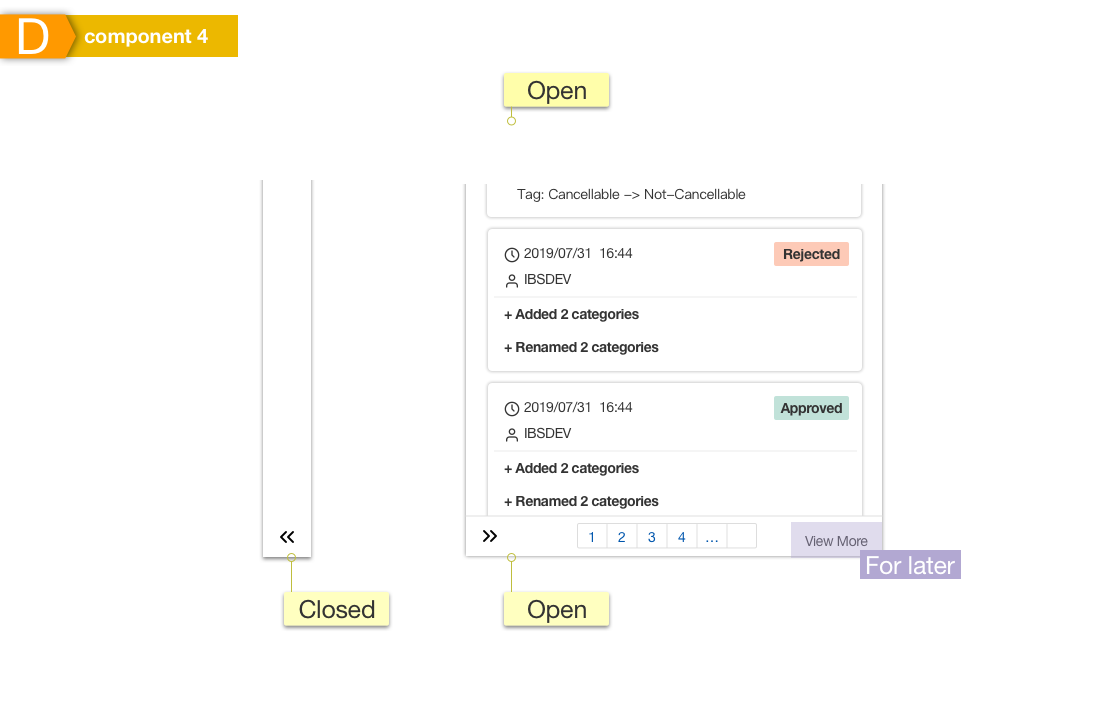 D component 4
Open
Tag: Cancellable -> Not-Cancellable
2019/07/31 16:44 Rejected
IBSDEV
+ Added 2 categories
+ Renamed 2 categories
2019/07/31 16:44 Approved
IBSDEV
+ Added 2 categories
+ Renamed 2 categories
1 2 3 4 ... View More
For later
Closed Open